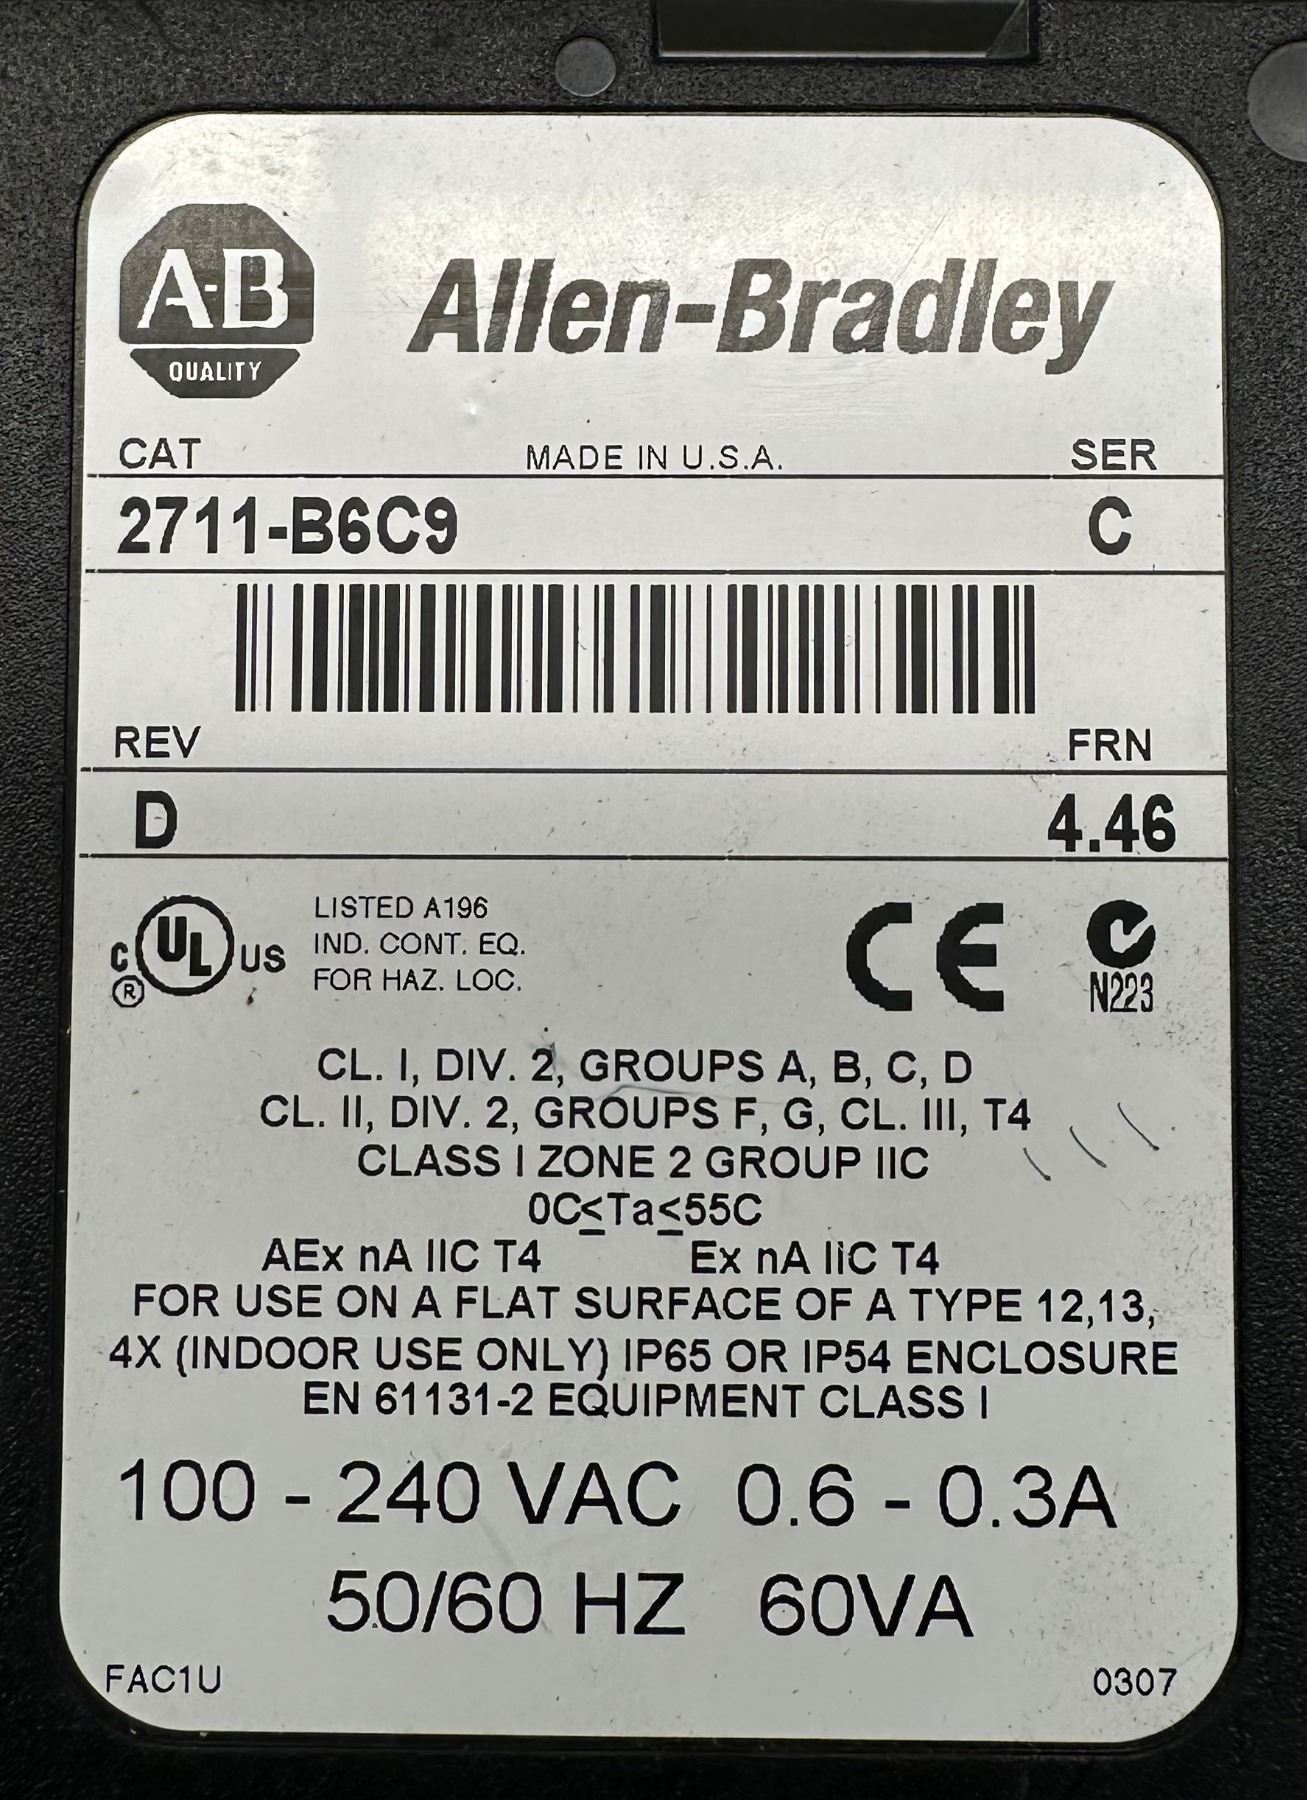 A-B
QUALITY
Allen-Bradley
CAT MADE IN U.S.A. SER
2711-B6C9 C
REV FRN
D 4.46
C UL US
®
LISTED A196
IND. CONT. EQ.
FOR HAZ. LOC.
CE
N223
CL. I, DIV. 2, GROUPS A, B, C, D
CL. II, DIV. 2, GROUPS F, G, CL. III, T4
CLASS I ZONE 2 GROUP IIC
0C≤Ta≤55C
AEx nA IIC T4 Ex nA IiC T4
FOR USE ON A FLAT SURFACE OF A TYPE 12,13,
4X (INDOOR USE ONLY) IP65 OR IP54 ENCLOSURE
EN 61131-2 EQUIPMENT CLASS I
100 - 240 VAC 0.6 - 0.3A
50/60 HZ 60VA
FAC1U 0307